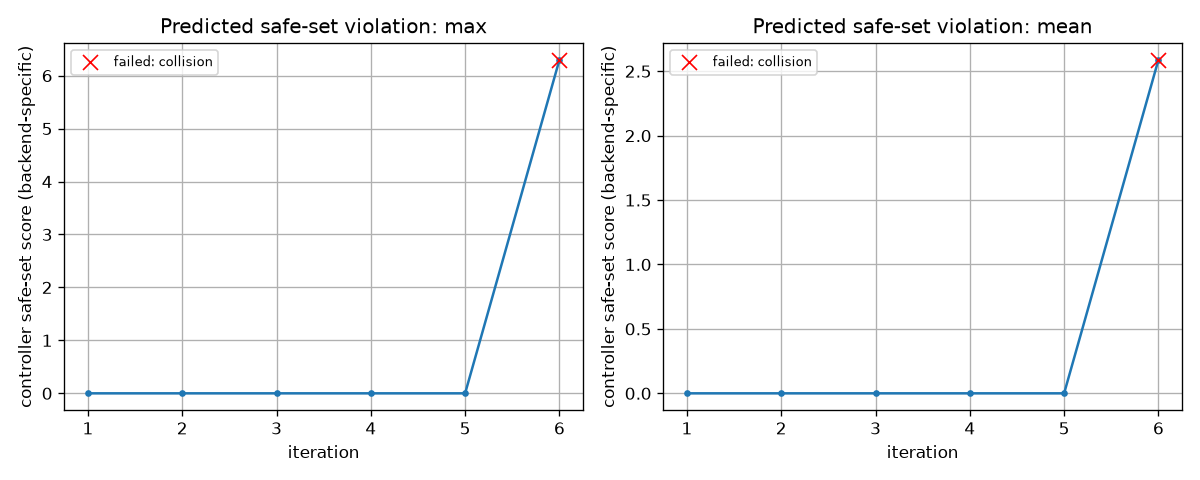 Predicted safe-set violation: max
controller safe-set score (backend-specific)
failed: collision
6
5
4
3
2
1
0
1 2 3 4 5 6
iteration
Predicted safe-set violation: mean
controller safe-set score (backend-specific)
failed: collision
2.5
2.0
1.5
1.0
0.5
0.0
1 2 3 4 5 6
iteration